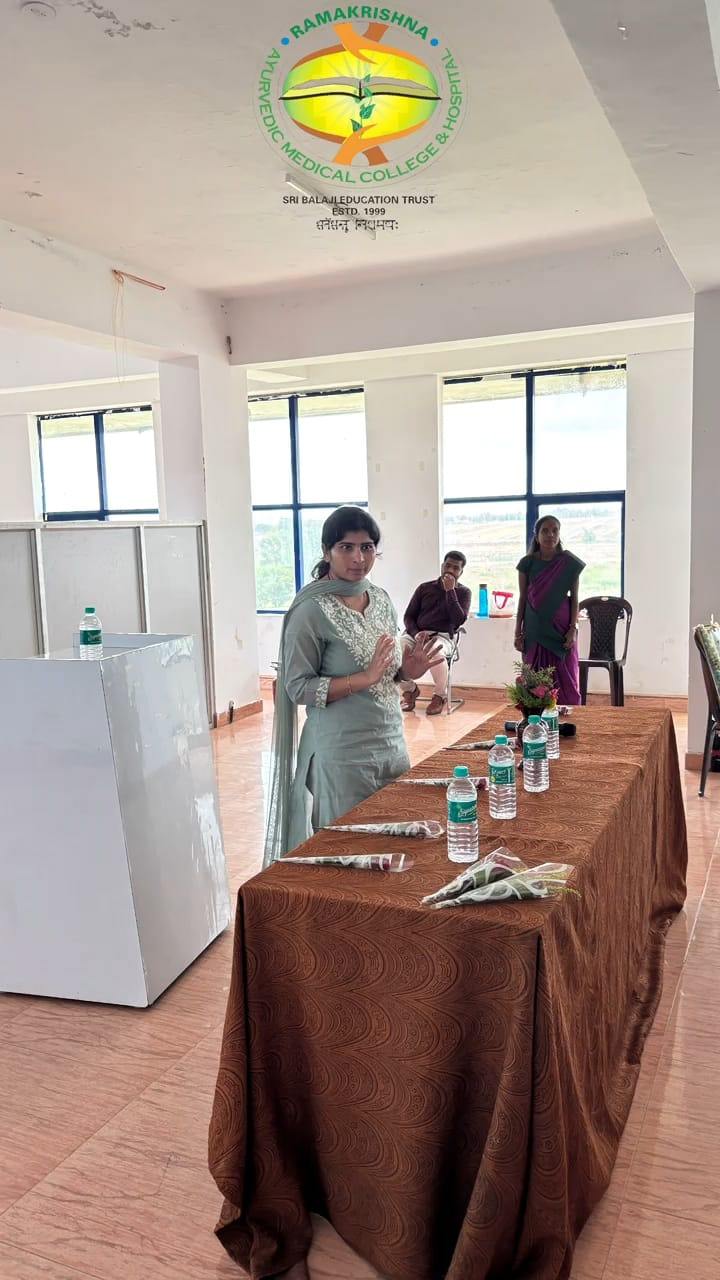 RAMAKRISHNA
AYURVEDIC MEDICAL COLLEGE & HOSPITAL
SRI BALAJI EDUCATION TRUST
ESTD. 1999